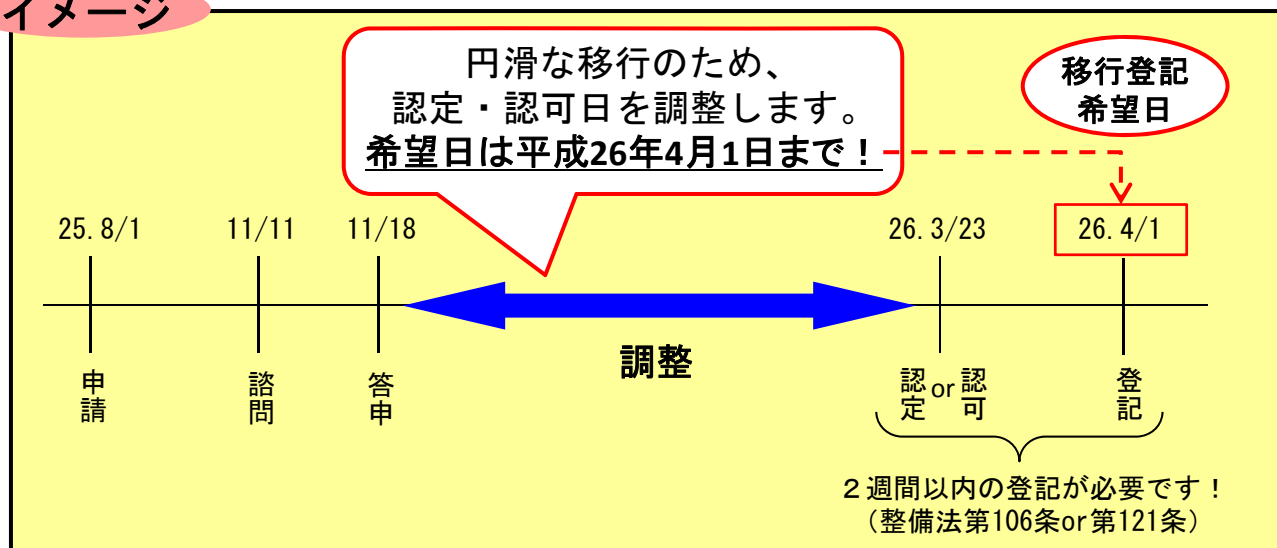 イメージ
円滑な移行のため、
認定・認可日を調整します。
希望日は平成26年4月1日まで！
移行登記
希望日
25.8/1
11/11
11/18
26.3/23
26.4/1
調整
申請
諮問
答申
認定or認可
登記
２週間以内の登記が必要です！
（整備法第106条or第121条）